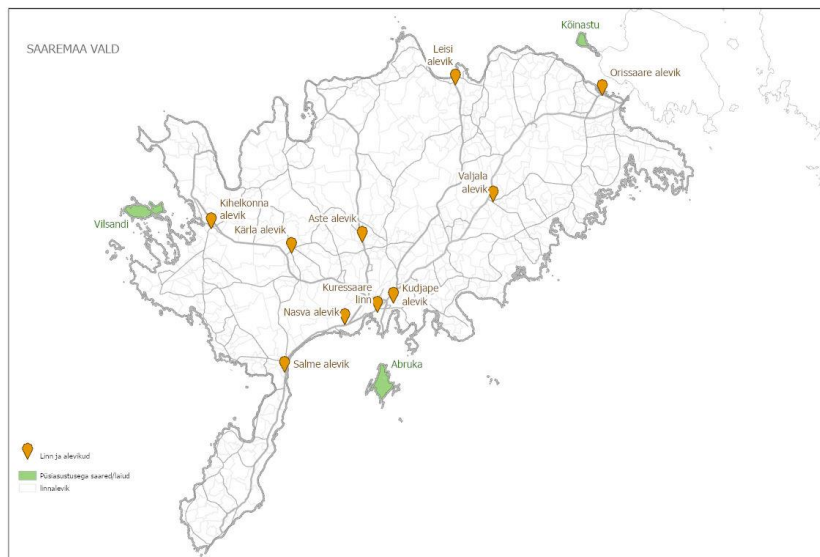 SAAREMAA VALD
Kõinastu
Leisi
alevik
Orissaare alevik
Valjala
alevik
Kihelkonna
alevik
Vilsandi
Kärla alevik
Aste alevik
Kuressaare
linn
Kudjape
alevik
Nasva alevik
Salme alevik
Abruka
Linn ja alevikud
Püsiasustusega saared/laiud
linnalevik